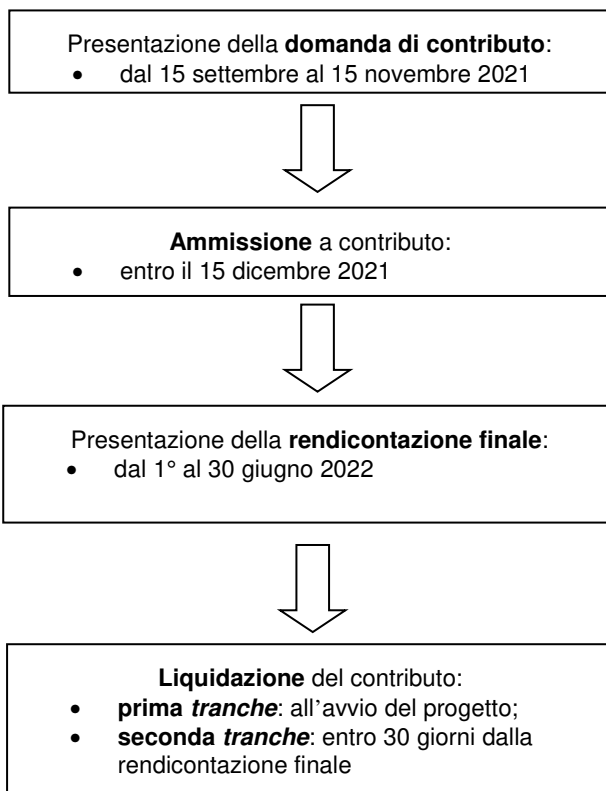 Presentazione della domanda di contributo:
• dal 15 settembre al 15 novembre 2021
Ammissione a contributo:
• entro il 15 dicembre 2021
Presentazione della rendicontazione finale:
• dal 1° al 30 giugno 2022
Liquidazione del contributo:
• prima tranche: all’avvio del progetto;
• seconda tranche: entro 30 giorni dalla
rendicontazione finale